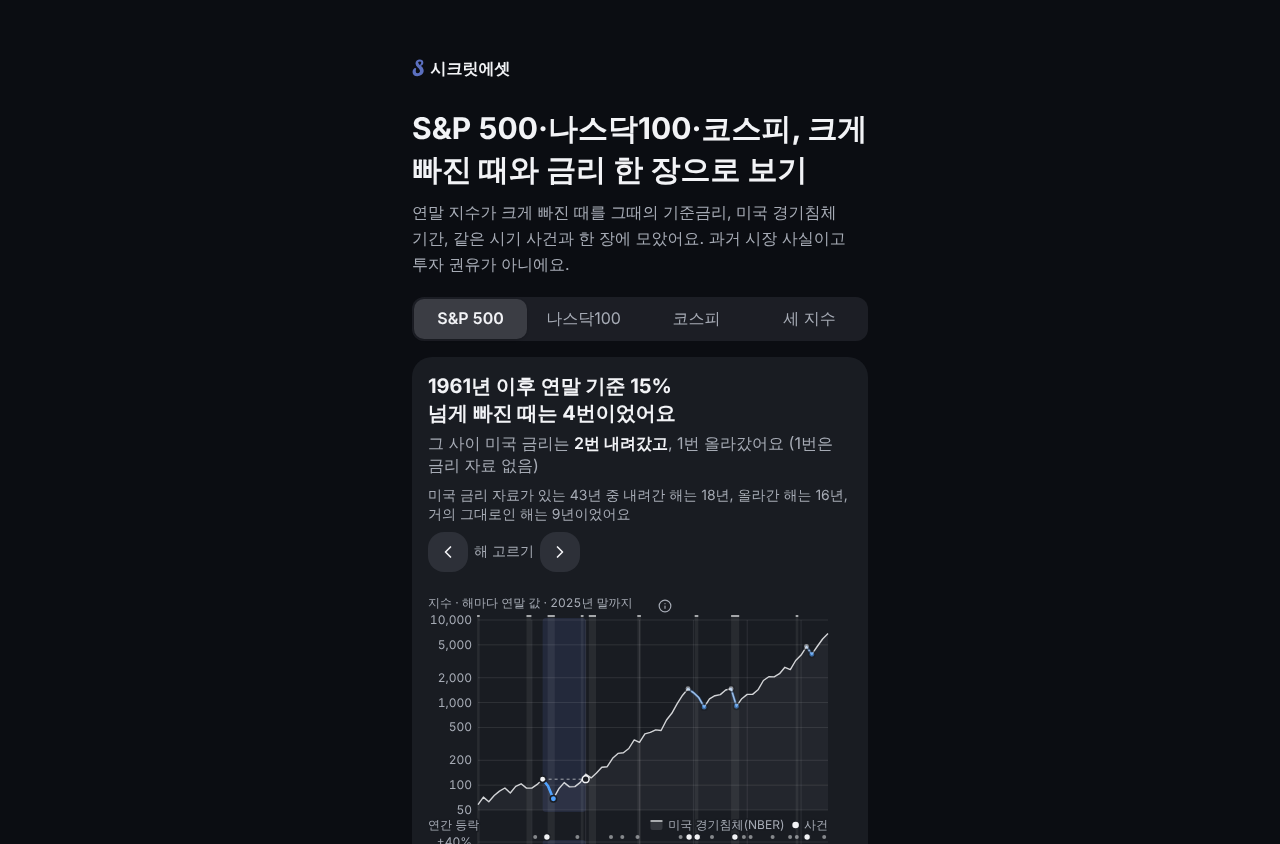 시크릿에셋
S&P 500·나스닥100·코스피, 크게
빠진 때와 금리 한 장으로 보기
연말 지수가 크게 빠진 때를 그때의 기준금리, 미국 경기침체
기간, 같은 시기 사건과 한 장에 모았어요. 과거 시장 사실이고
투자 권유가 아니에요.
S&P 500 나스닥100 코스피 세 지수
1961년 이후 연말 기준 15%
넘게 빠진 때는 4번이었어요
그 사이 미국 금리는 2번 내려갔고, 1번 올라갔어요 (1번은
금리 자료 없음)
미국 금리 자료가 있는 43년 중 내려간 해는 18년, 올라간 해는 16년,
거의 그대로인 해는 9년이었어요
해 고르기
지수 · 해마다 연말 값 · 2025년 말까지
10,000
5,000
2,000
1,000
500
200
100
50
연간 등락 미국 경기침체(NBER) 사건
+40%